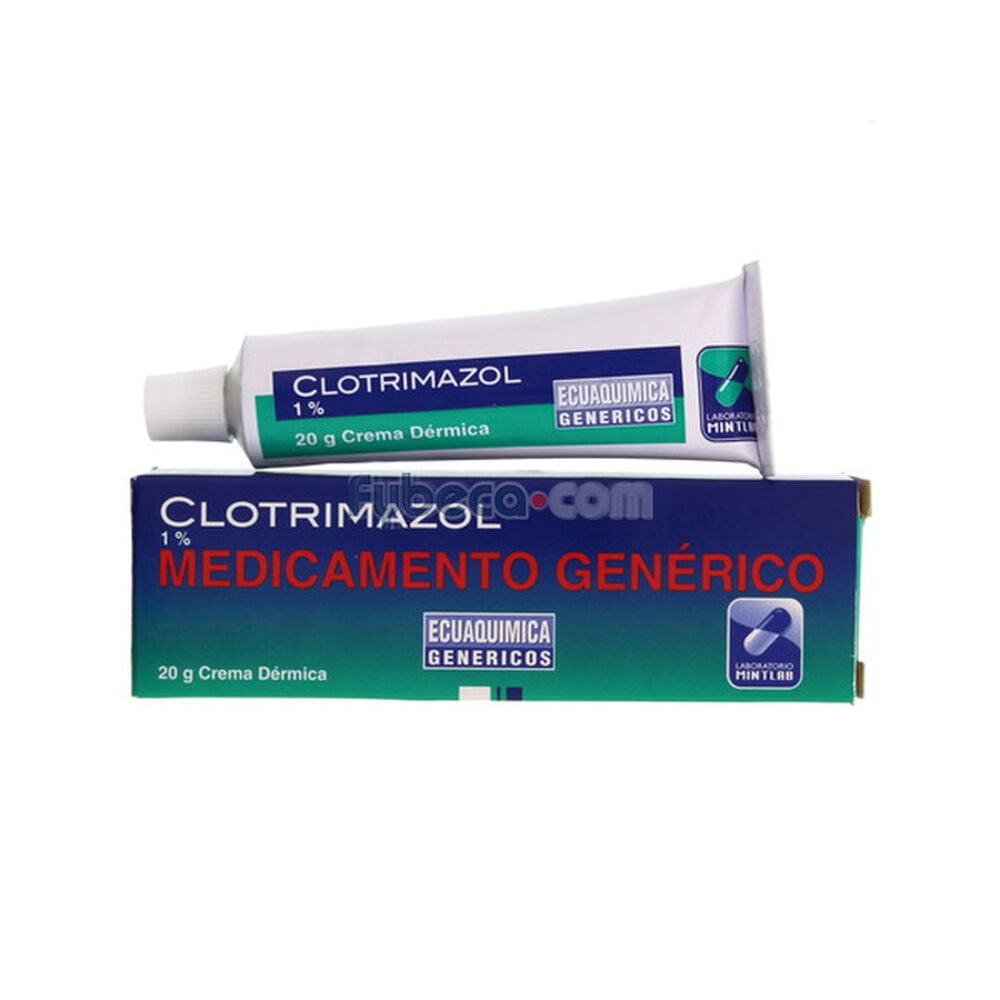 CLOTRIMAZOL
1 %
20 g Crema Dérmica
ECUAQUIMICA
GENERICOS
LABORATORIO
MINTLAB
fybeca.com
CLOTRIMAZOL
1 %
MEDICAMENTO GENÉRICO
ECUAQUIMICA
GENERICOS
20 g Crema Dérmica
LABORATORIO
MINTLAB